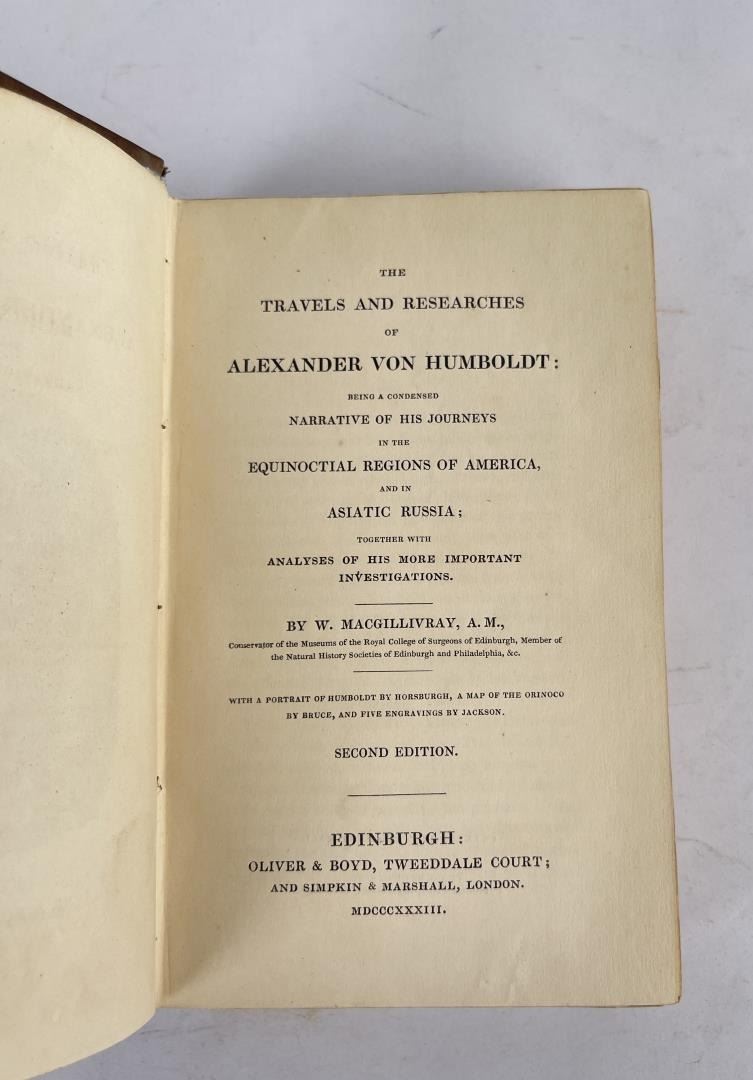 THE
TRAVELS AND RESEARCHES
OF
ALEXANDER VON HUMBOLDT:
BEING A CONDENSED
NARRATIVE OF HIS JOURNEYS
IN THE
EQUINOCTIAL REGIONS OF AMERICA,
AND IN
ASIATIC RUSSIA;
TOGETHER WITH
ANALYSES OF HIS MORE IMPORTANT
INVESTIGATIONS.
BY W. MACGILLIVRAY, A.M.,
Conservator of the Museums of the Royal College of Surgeons of Edinburgh, Member of
the Natural History Societies of Edinburgh and Philadelphia, &c.
WITH A PORTRAIT OF HUMBOLDT BY HORSBURGH, A MAP OF THE ORINOCO
BY BRUCE, AND FIVE ENGRAVINGS BY JACKSON.
SECOND EDITION.
EDINBURGH:
OLIVER & BOYD, TWEEDDALE COURT;
AND SIMPKIN & MARSHALL, LONDON.
MDCCCXXXIII.